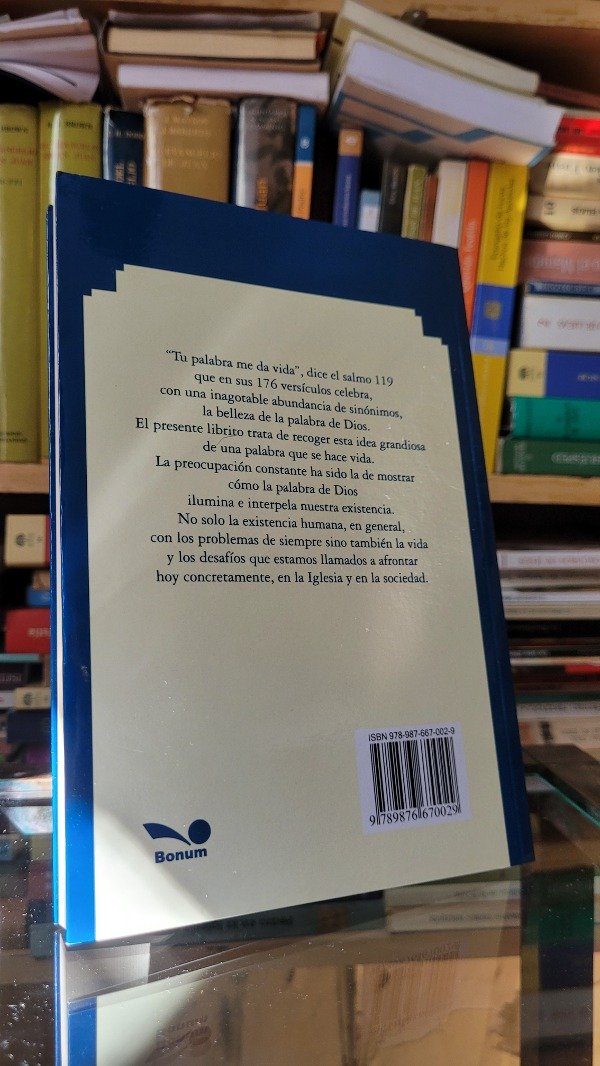 “Tu palabra me da vida”, dice el salmo 119
que en sus 176 versículos celebra,
con una inagotable abundancia de sinónimos,
la belleza de la palabra de Dios.
El presente librito trata de recoger esta idea grandiosa
de una palabra que se hace vida.
La preocupación constante ha sido la de mostrar
cómo la palabra de Dios
ilumina e interpela nuestra existencia.
No solo la existencia humana, en general,
con los problemas de siempre sino también la vida
y los desafíos que estamos llamados a afrontar
hoy concretamente, en la Iglesia y en la sociedad.
ISBN 978-987-667-002-9
9 789876 670029
Bonum